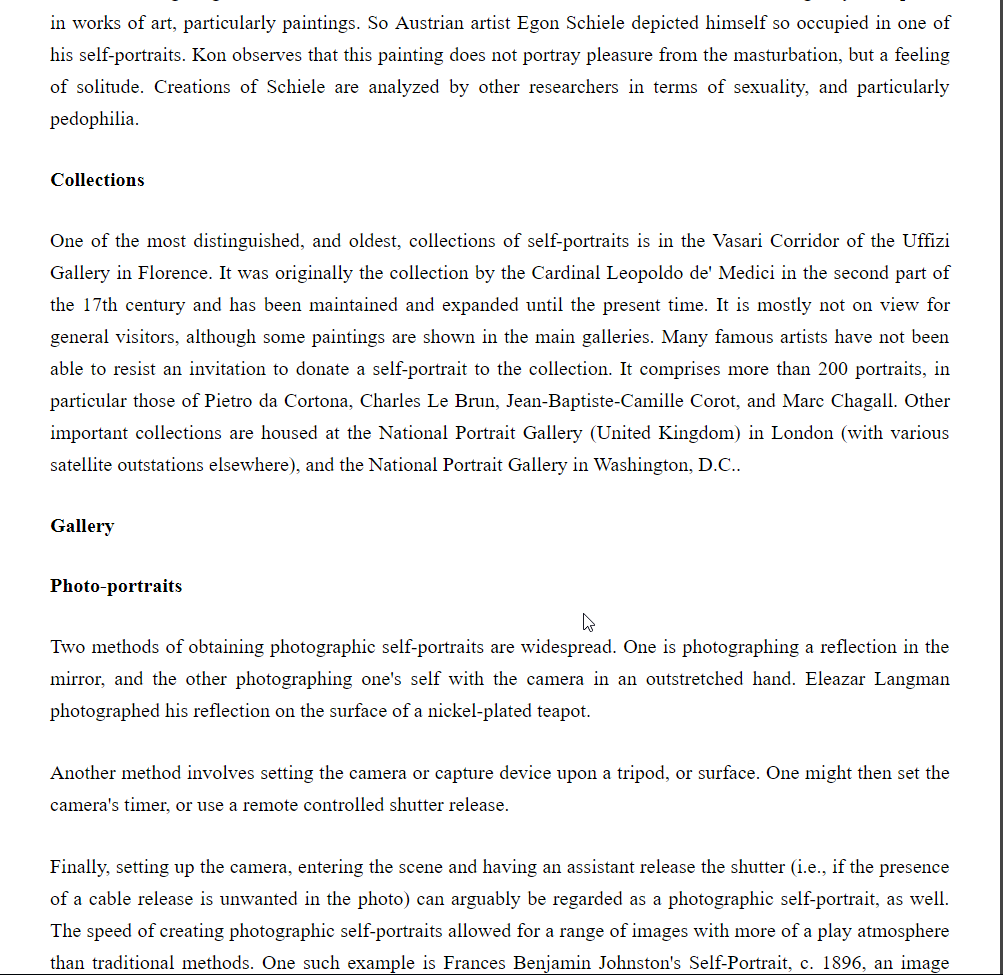 in works of art, particularly paintings. So Austrian artist Egon Schiele depicted himself so occupied in one of
his self-portraits. Kon observes that this painting does not portray pleasure from the masturbation, but a feeling
of solitude. Creations of Schiele are analyzed by other researchers in terms of sexuality, and particularly
pedophilia.
Collections
One of the most distinguished, and oldest, collections of self-portraits is in the Vasari Corridor of the Uffizi
Gallery in Florence. It was originally the collection by the Cardinal Leopoldo de' Medici in the second part of
the 17th century and has been maintained and expanded until the present time. It is mostly not on view for
general visitors, although some paintings are shown in the main galleries. Many famous artists have not been
able to resist an invitation to donate a self-portrait to the collection. It comprises more than 200 portraits, in
particular those of Pietro da Cortona, Charles Le Brun, Jean-Baptiste-Camille Corot, and Marc Chagall. Other
important collections are housed at the National Portrait Gallery (United Kingdom) in London (with various
satellite outstations elsewhere), and the National Portrait Gallery in Washington, D.C..
Gallery
Photo-portraits
Two methods of obtaining photographic self-portraits are widespread. One is photographing a reflection in the
mirror, and the other photographing one's self with the camera in an outstretched hand. Eleazar Langman
photographed his reflection on the surface of a nickel-plated teapot.
Another method involves setting the camera or capture device upon a tripod, or surface. One might then set the
camera's timer, or use a remote controlled shutter release.
Finally, setting up the camera, entering the scene and having an assistant release the shutter (i.e., if the presence
of a cable release is unwanted in the photo) can arguably be regarded as a photographic self-portrait, as well.
The speed of creating photographic self-portraits allowed for a range of images with more of a play atmosphere
than traditional methods. One such example is Frances Benjamin Johnston's Self-Portrait, c. 1896, an image